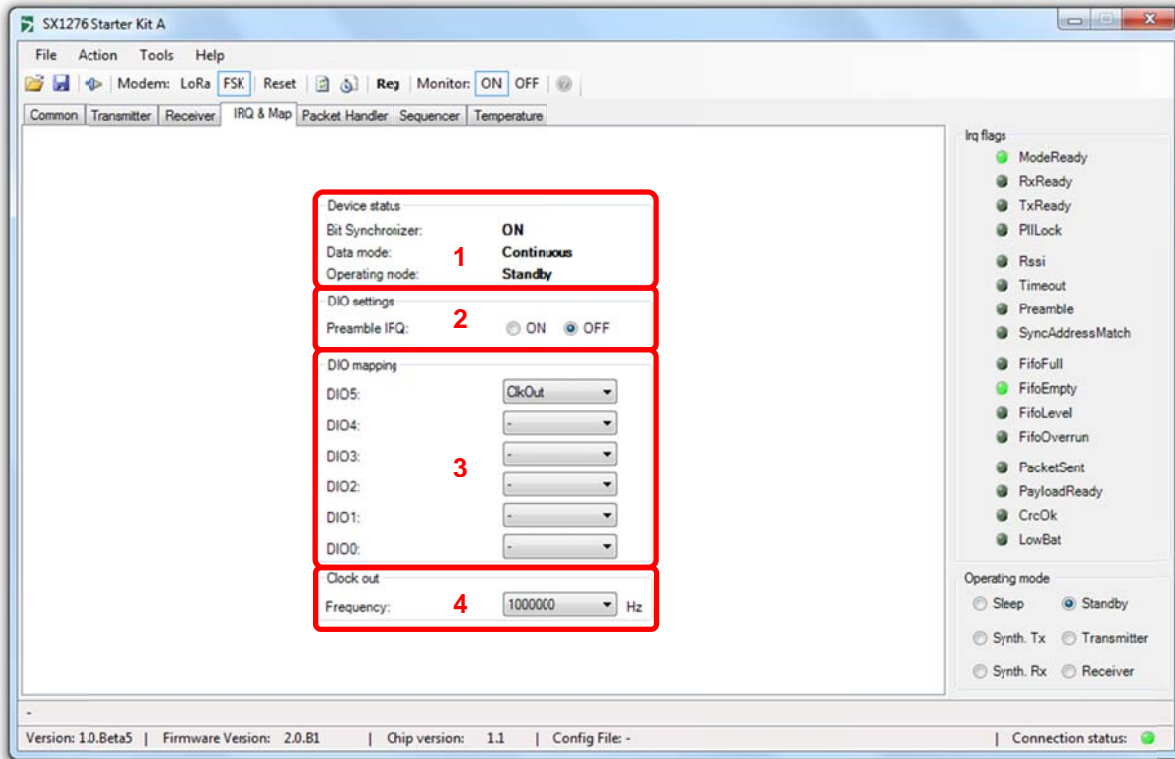 SX1276 Starter Kit A
File Action Tools Help
Modem: LoRa FSK Reset Reg Monitor: ON OFF
Common Transmitter Receiver IRQ & Map Packet Handler Sequencer Temperature
Device status
Bit Synchronizer: ON
Data mode: Continuous
Operating mode: Standby
1
DIO settings
Preamble IRQ: ON OFF
2
DIO mapping
DIO5: ClkOut
DIO4: -
DIO3: -
DIO2: -
DIO1: -
DIO0: -
3
Clock out
Frequency: 1000000 Hz
4
Irq flags
ModeReady
RxReady
TxReady
PllLock
Rssi
Timeout
Preamble
SyncAddressMatch
FifoFull
FifoEmpty
FifoLevel
FifoOverrun
PacketSent
PayloadReady
CrcOk
LowBat
Operating mode
Sleep Standby
Synth. Tx Transmitter
Synth. Rx Receiver
-
Version: 1.0.Beta5 | Firmware Version: 2.0.B1 | Chip version: 1.1 | Config File: - | Connection status: